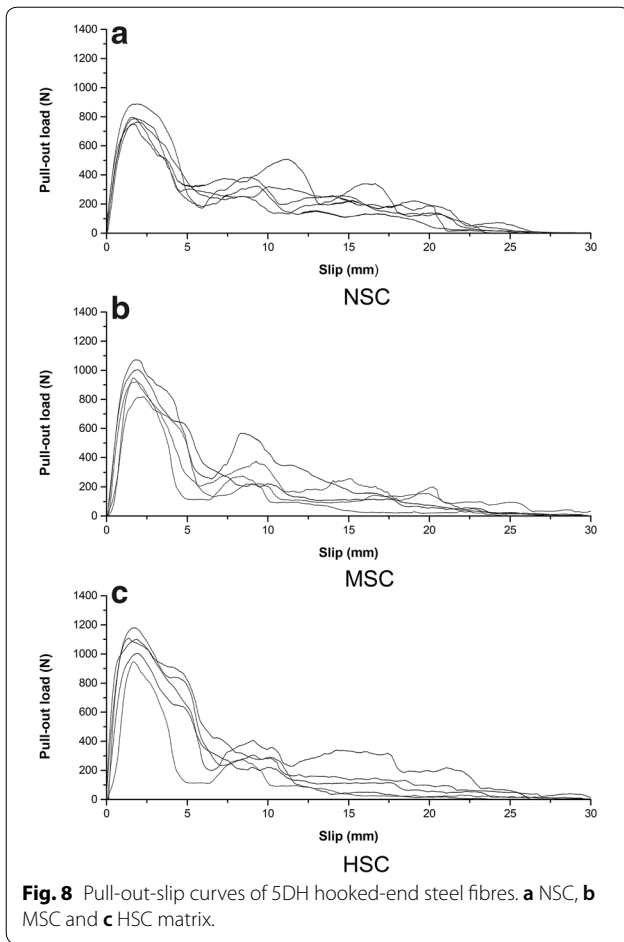 a
1400
1200
1000
800
600
400
200
0
Pull-out load (N)
0 5 10 15 20 25 30
Slip (mm)
NSC
b
1400
1200
1000
800
600
400
200
0
Pull-out load (N)
0 5 10 15 20 25 30
Slip (mm)
MSC
c
1400
1200
1000
800
600
400
200
0
Pull-out load (N)
0 5 10 15 20 25 30
Slip (mm)
HSC
Fig. 8 Pull-out-slip curves of 5DH hooked-end steel fibres. a NSC, b
MSC and c HSC matrix.